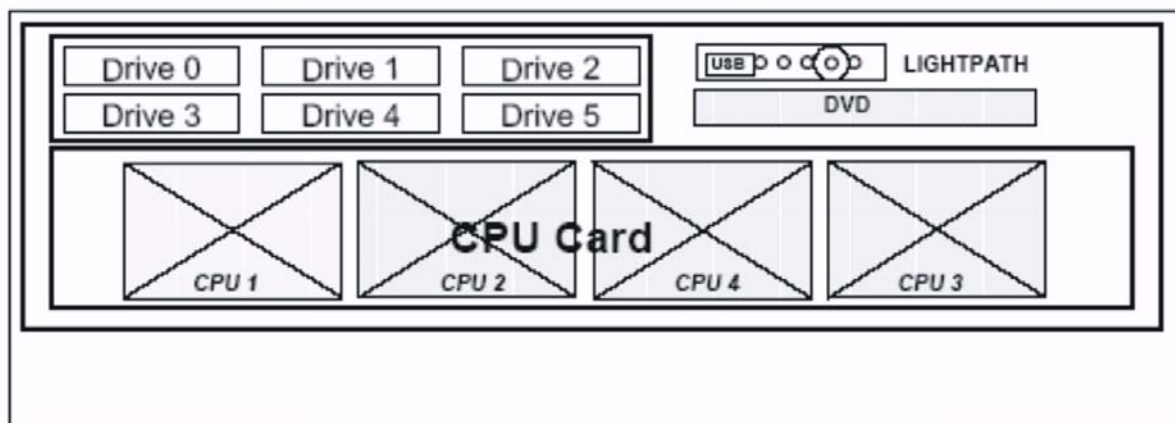 Drive 0 Drive 1 Drive 2 USB LIGHTPATH
Drive 3 Drive 4 Drive 5 DVD
CPU Card
CPU 1 CPU 2 CPU 4 CPU 3